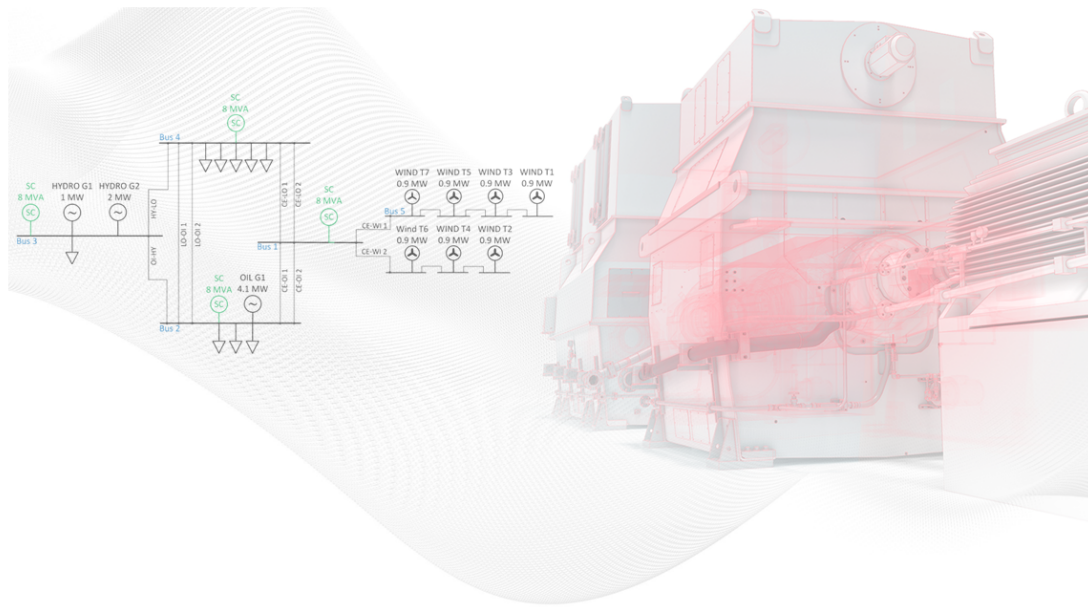 SC
8 MVA
SC
Bus 4
SC
8 MVA
SC
HYDRO G1
1 MW
HYDRO G2
2 MW
Bus 3
HY-LO
OI-HY
LO-OI 1
LO-OI 2
CE-LO 1
CE-LO 2
SC
8 MVA
SC
Bus 1
CE-WI 1
CE-WI 2
WIND T7
0.9 MW
WIND T5
0.9 MW
WIND T3
0.9 MW
WIND T1
0.9 MW
Bus 5
Wind T6
0.9 MW
WIND T4
0.9 MW
WIND T2
0.9 MW
CE-OI 1
CE-OI 2
SC
8 MVA
SC
OIL G1
4.1 MW
Bus 2